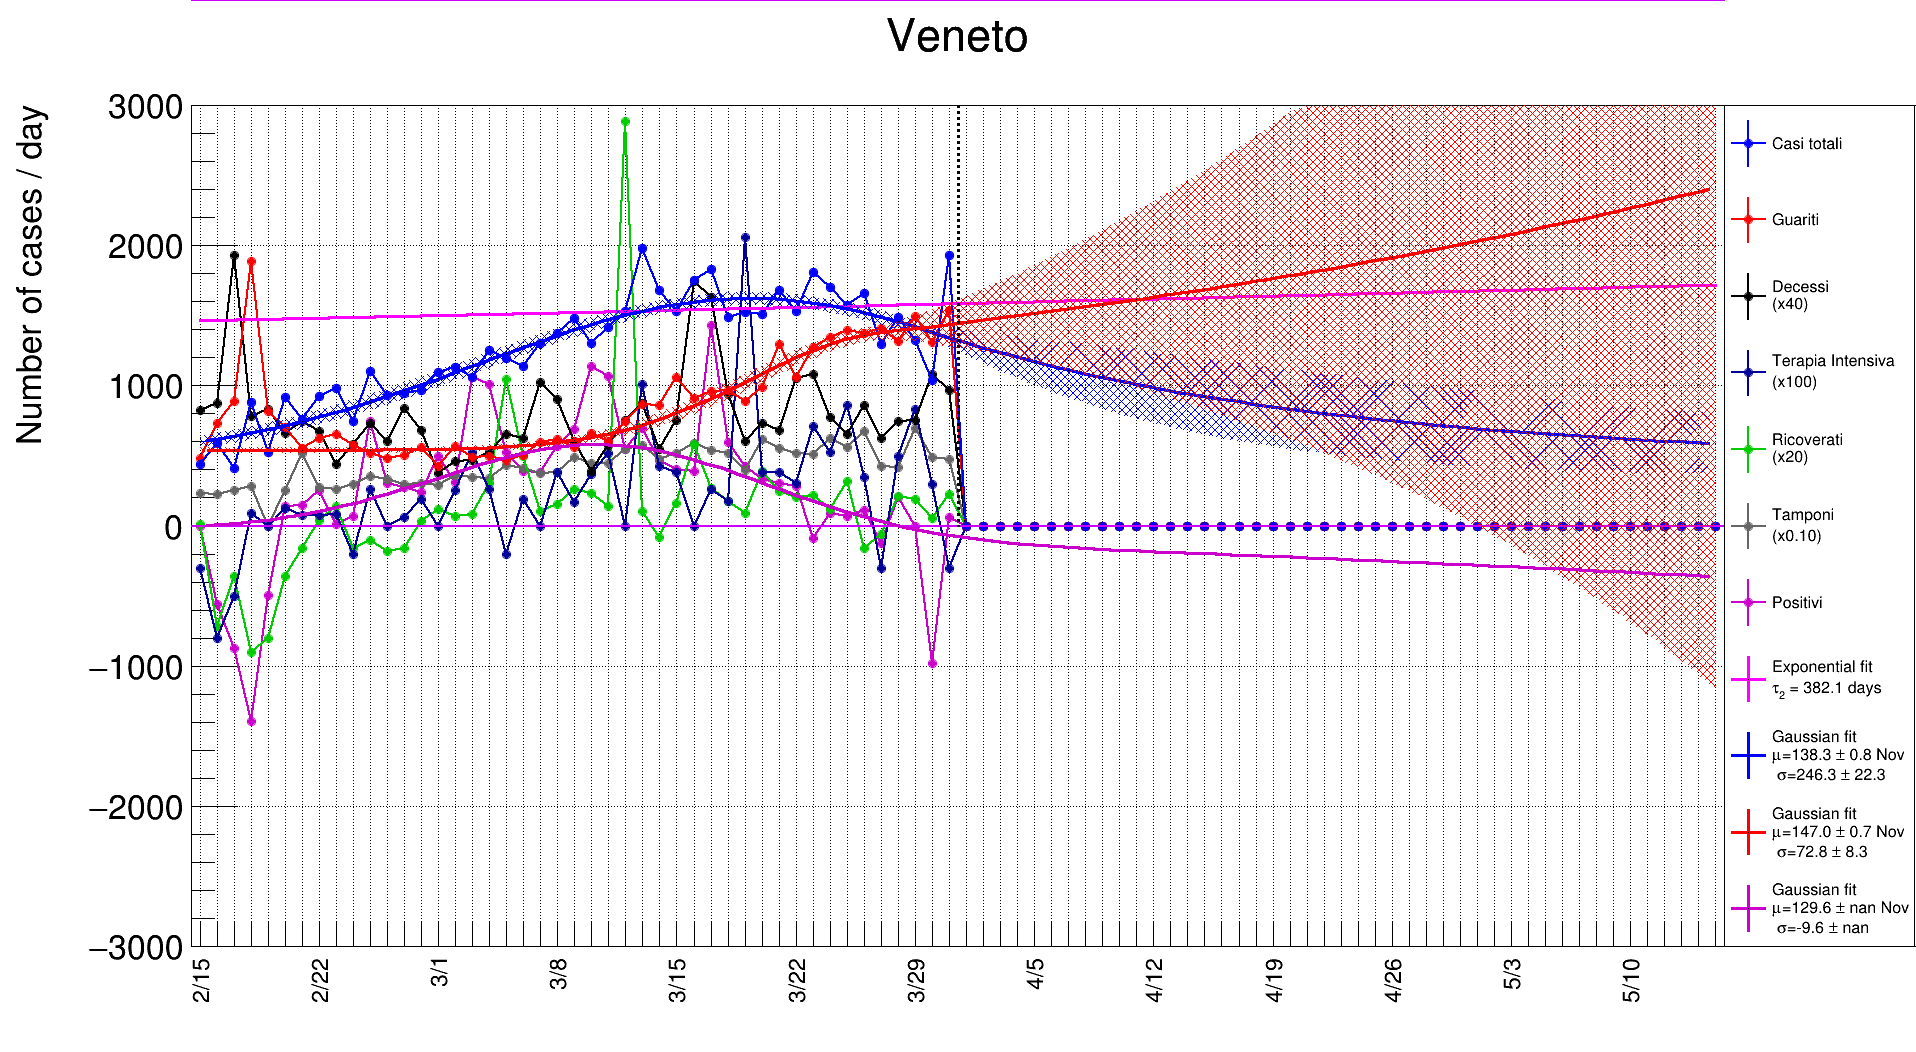 Veneto
Number of cases / day
3000
2000
1000
0
−1000
−2000
−3000
2/15
2/22
3/1
3/8
3/15
3/22
3/29
4/5
4/12
4/19
4/26
5/3
5/10
Casi totali
Guariti
Decessi
(x40)
Terapia Intensiva
(x100)
Ricoverati
(x20)
Tamponi
(x0.10)
Positivi
Exponential fit
τ2 = 382.1 days
Gaussian fit
μ=138.3 ± 0.8 Nov
σ=246.3 ± 22.3
Gaussian fit
μ=147.0 ± 0.7 Nov
σ=72.8 ± 8.3
Gaussian fit
μ=129.6 ± nan Nov
σ=-9.6 ± nan